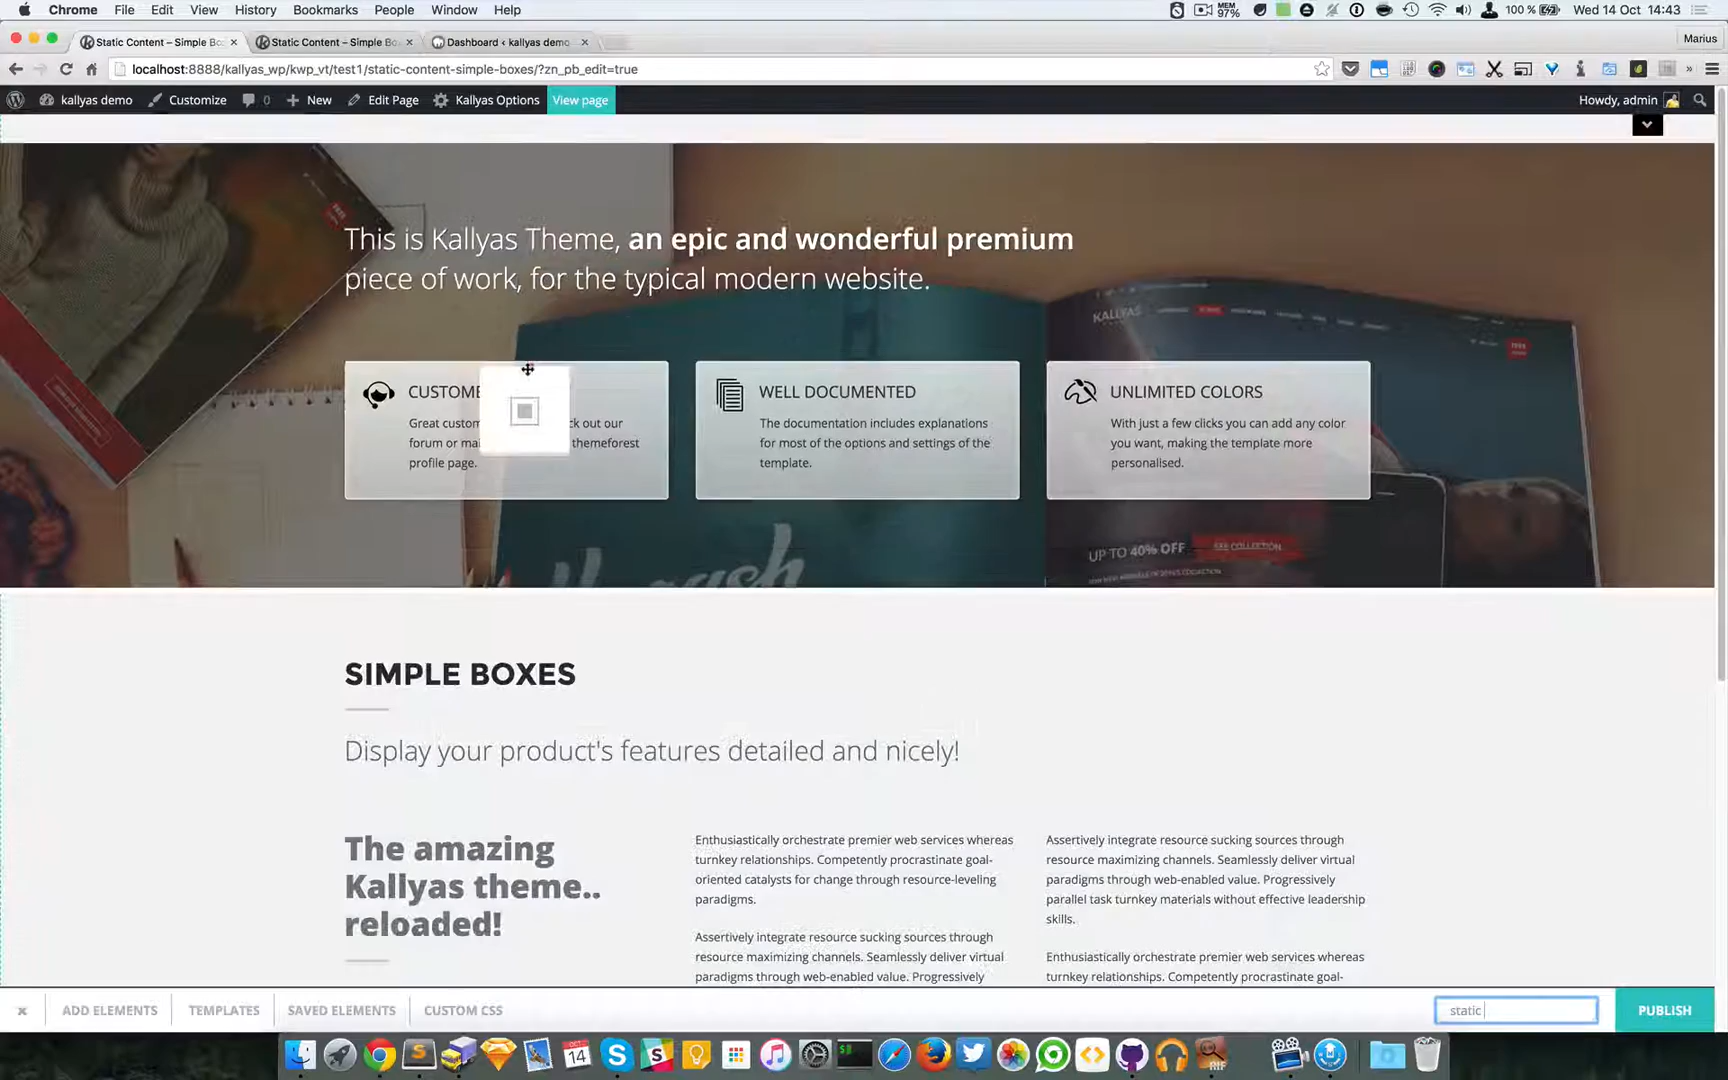 Chrome File Edit View History Bookmarks People Window Help
MEM 97% 100 % Wed 14 Oct 14:43
Static Content – Simple Bo
Static Content – Simple Bo
Dashboard ‹ kallyas demo
Marius
localhost:8888/kallyas_wp/kwp_vt/test1/static-content-simple-boxes/?zn_pb_edit=true
kallyas demo Customize 0 New Edit Page Kallyas Options View page Howdy, admin
This is Kallyas Theme, an epic and wonderful premium
piece of work, for the typical modern website.
KALLYAS
CUSTOME
Great custom ck out our
forum or mai themeforest
profile page.
WELL DOCUMENTED
The documentation includes explanations
for most of the options and settings of the
template.
UNLIMITED COLORS
With just a few clicks you can add any color
you want, making the template more
personalised.
UP TO 40% OFF SEE COLLECTION
SIMPLE BOXES
Display your product's features detailed and nicely!
The amazing
Kallyas theme..
reloaded!
Enthusiastically orchestrate premier web services whereas
turnkey relationships. Competently procrastinate goal-
oriented catalysts for change through resource-leveling
paradigms.
Assertively integrate resource sucking sources through
resource maximizing channels. Seamlessly deliver virtual
paradigms through web-enabled value. Progressively
Assertively integrate resource sucking sources through
resource maximizing channels. Seamlessly deliver virtual
paradigms through web-enabled value. Progressively
parallel task turnkey materials without effective leadership
skills.
Enthusiastically orchestrate premier web services whereas
turnkey relationships. Competently procrastinate goal-
ADD ELEMENTS TEMPLATES SAVED ELEMENTS CUSTOM CSS static PUBLISH
OCT
14